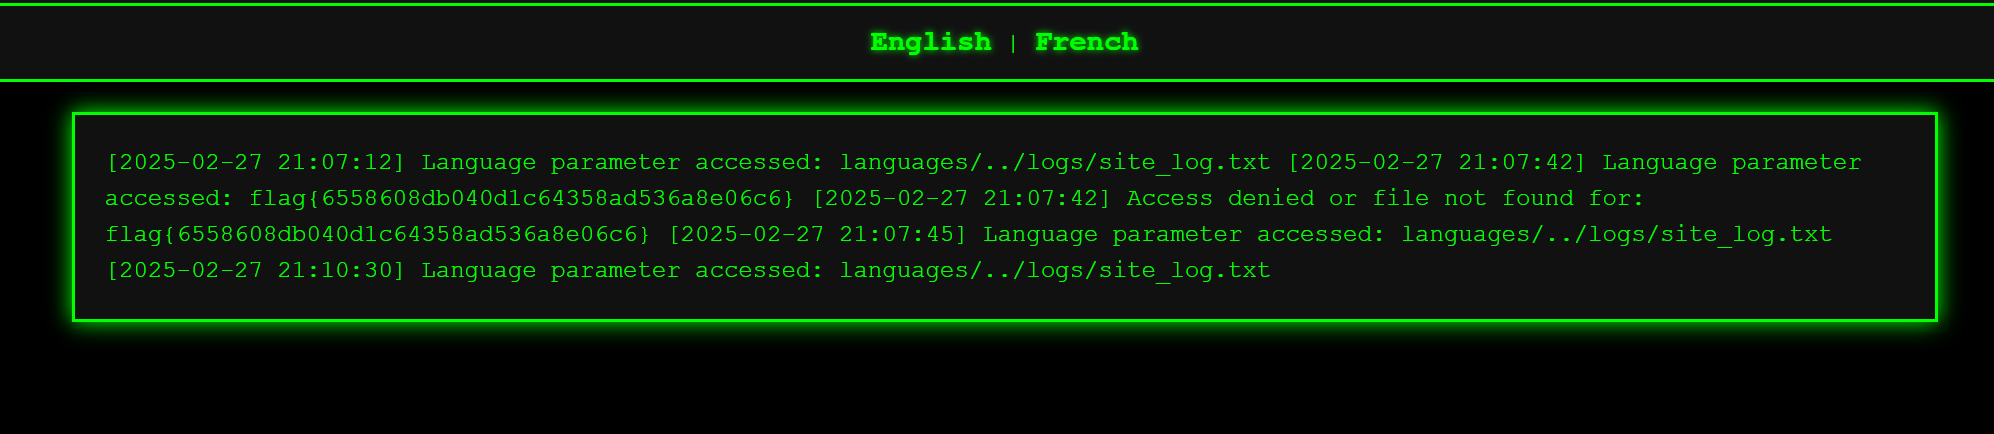 English | French
[2025-02-27 21:07:12] Language parameter accessed: languages/../logs/site_log.txt [2025-02-27 21:07:42] Language parameter
accessed: flag{6558608db040d1c64358ad536a8e06c6} [2025-02-27 21:07:42] Access denied or file not found for:
flag{6558608db040d1c64358ad536a8e06c6} [2025-02-27 21:07:45] Language parameter accessed: languages/../logs/site_log.txt
[2025-02-27 21:10:30] Language parameter accessed: languages/../logs/site_log.txt